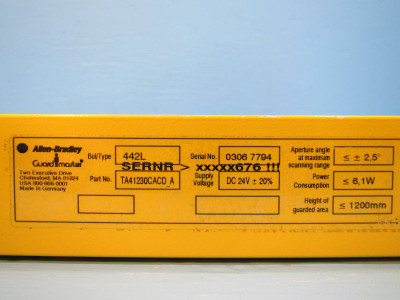 Allen-Bradley
Guardmaster
Two Executive Drive
Chelmsford, MA 01824
USA 800-666-0001
Made in Germany
Bul/Type 442L
SERNR
Part No. TA41230CACD_A
Serial No. 0306 7794
xxxxx676 !!!
Supply Voltage DC 24V ± 20%
Aperture angle at maximum scanning range ≤ ± 2,5°
Power Consumption ≤ 6,1W
Height of guarded area ≤ 1200mm